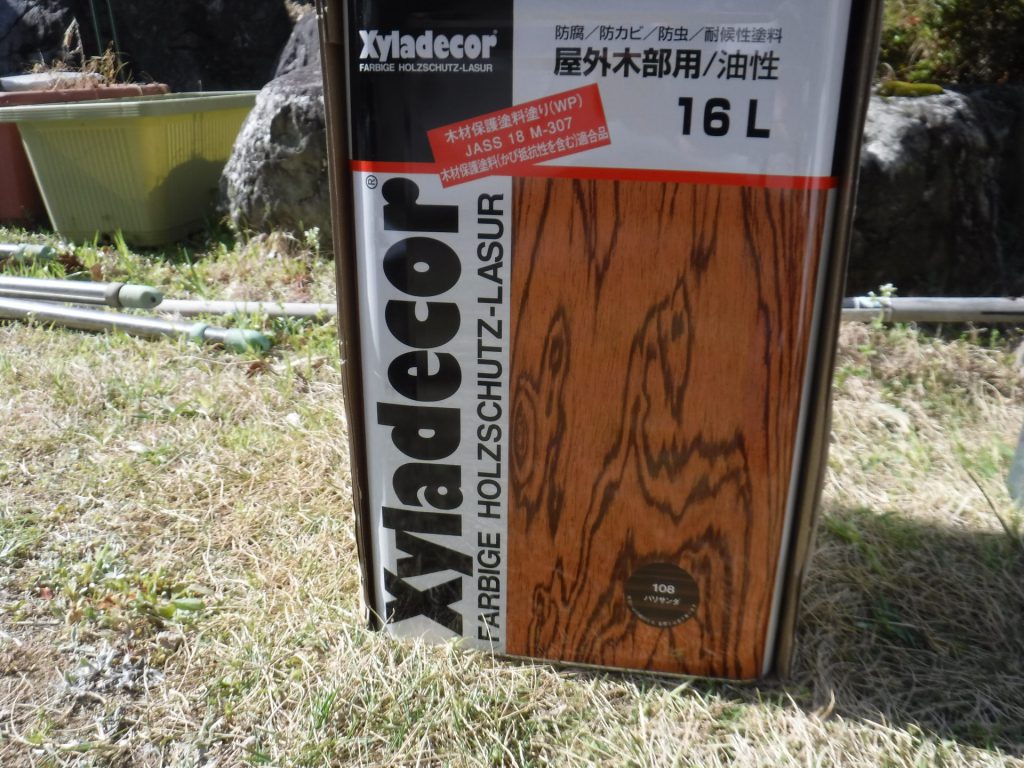 Xyladecor®
FARBIGE HOLZSCHUTZ-LASUR
防腐／防カビ／防虫／耐候性塗料
屋外木部用/油性
16L
木材保護塗料塗り(WP)
JASS 18 M-307
木材保護塗料(かび抵抗性を含む)適合品
Xyladecor®
FARBIGE HOLZSCHUTZ-LASUR
108
パリサンダ